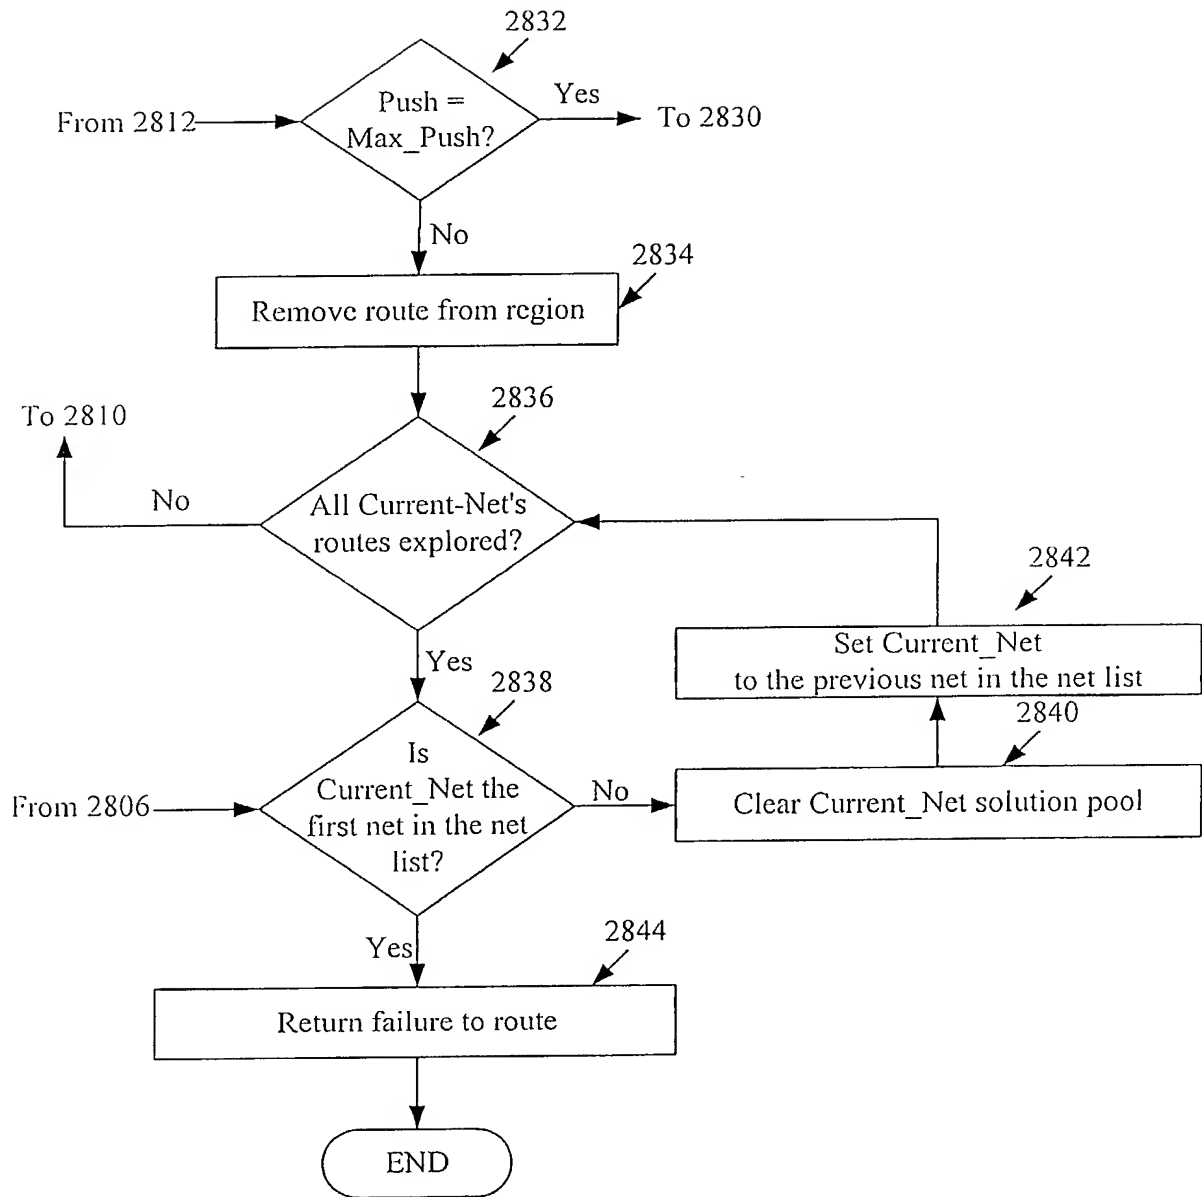 2832
Push =
Max_Push?
Yes
From 2812
To 2830
No
2834
Remove route from region
2836
To 2810
No
All Current-Net's
routes explored?
2842
Set Current_Net
to the previous net in the net list
Yes
2838
2840
Is
Current_Net the
first net in the net
list?
From 2806
No
Clear Current_Net solution pool
Yes
2844
Return failure to route
END